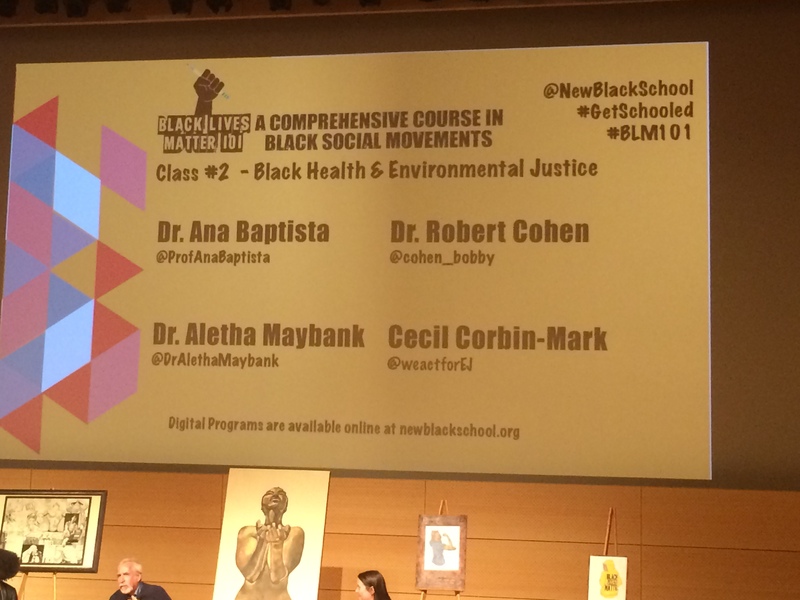 @NewBlackSchool
#GetSchooled
#BLM101
BLACK LIVES
MATTER 101
A COMPREHENSIVE COURSE IN
BLACK SOCIAL MOVEMENTS
Class #2 - Black Health & Environmental Justice
Dr. Ana Baptista
@ProfAnaBaptista
Dr. Robert Cohen
@cohen_bobby
Dr. Aletha Maybank
@DrAlethaMaybank
Cecil Corbin-Mark
@weactforEJ
Digital Programs are available online at newblackschool.org
BLACK